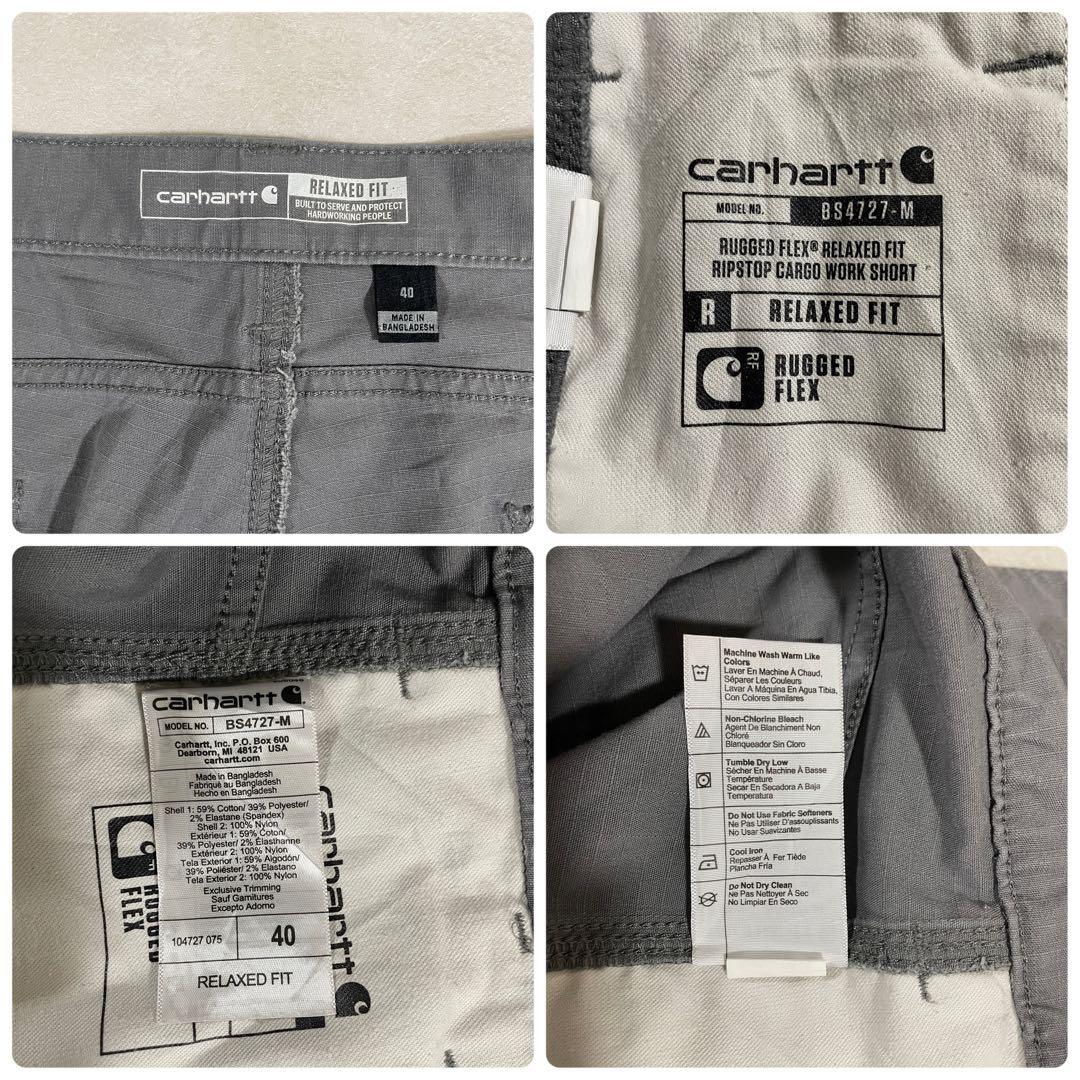 carhartt
RELAXED FIT
BUILT TO SERVE AND PROTECT
HARDWORKING PEOPLE
40
MADE IN
BANGLADESH
carhartt
MODEL NO. BS4727-M
RUGGED FLEX® RELAXED FIT
RIPSTOP CARGO WORK SHORT
R RELAXED FIT
RF
RUGGED
FLEX
carhartt
MODEL NO. BS4727-M
Carhartt, Inc. P.O. Box 600
Dearborn, MI 48121 USA
carhartt.com
Made in Bangladesh
Fabriqué au Bangladesh
Hecho en Bangladesh
Shell 1: 59% Cotton/ 39% Polyester/
2% Elastane (Spandex)
Shell 2: 100% Nylon
Extérieur 1: 59% Coton/
39% Polyester/ 2% Élasthanne
Extérieur 2: 100% Nylon
Tela Exterior 1: 59% Algodón/
39% Poliéster/ 2% Elastano
Tela Exterior 2: 100% Nylon
Exclusive Trimming
Sauf Garnitures
Excepto Adorno
104727 075
40
RELAXED FIT
carhartt
RUGGED
FLEX
Machine Wash Warm Like
Colors
Laver En Machine À Chaud,
Séparer Les Couleurs
Lavar A Máquina En Agua Tibia,
Con Colores Similares
Non-Chlorine Bleach
Agent De Blanchiment Non
Chloré
Blanqueador Sin Cloro
Tumble Dry Low
Sécher En Machine À Basse
Température
Secar En Secadora A Baja
Temperatura
Do Not Use Fabric Softeners
Ne Pas Utiliser D'assouplissants
No Usar Suavizantes
Cool Iron
Repasser À Fer Tiède
Plancha Fría
Do Not Dry Clean
Ne Pas Nettoyer À Sec
No Limpiar En Seco